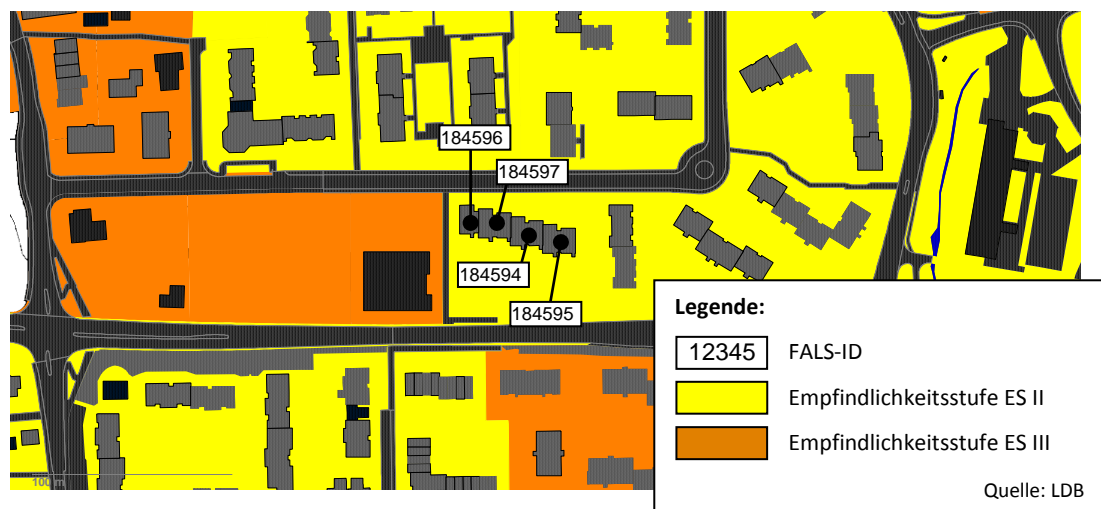 184596
184597
184594
184595
100 m
Legende:
12345 FALS-ID
Empfindlichkeitsstufe ES II
Empfindlichkeitsstufe ES III
Quelle: LDB